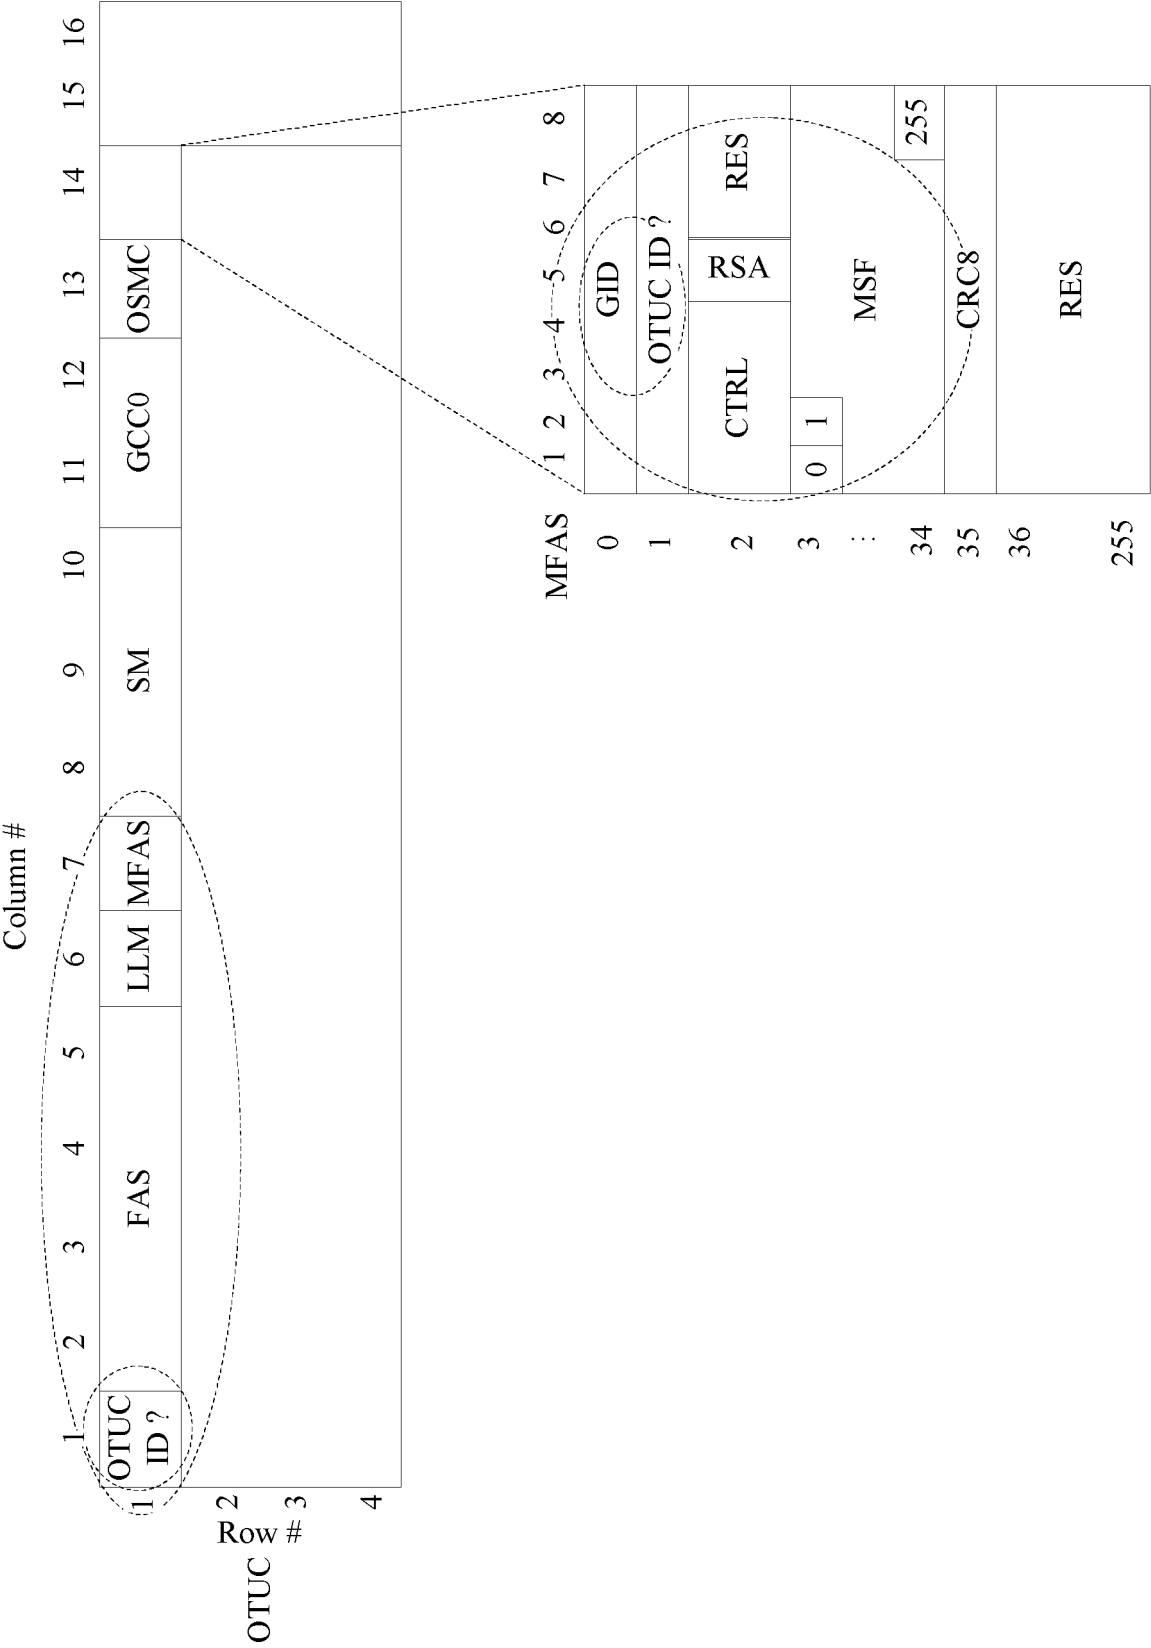 Column #
1 2 3 4 5 6 7 8 9 10 11 12 13 14 15 16
1 OTUC FAS LLM MFAS SM GCC0 OSMC
ID ?
2
Row # 3
OTUC
4
MFAS 1 2 3 4 5 6 7 8
0 GID
1 OTUC ID ?
2 CTRL RSA RES
3 0 1
⋮ MSF
34 255
35 CRC8
36
RES
255